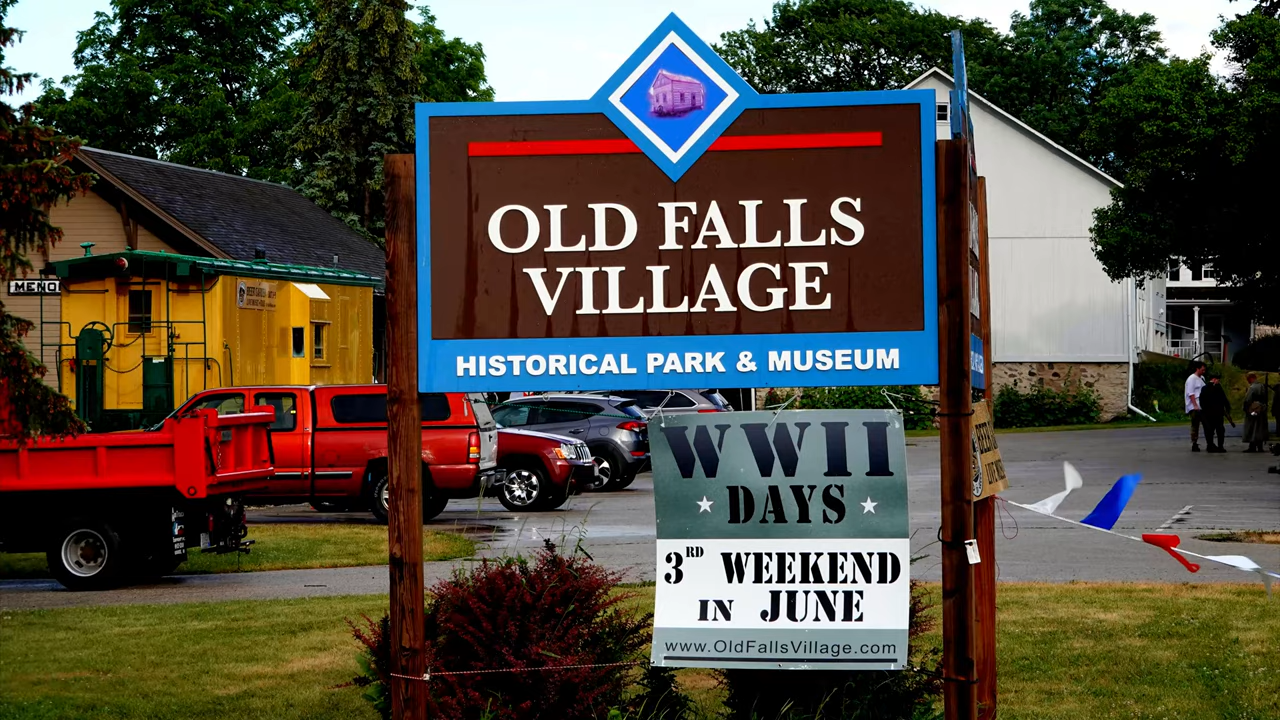 OLD FALLS
VILLAGE
HISTORICAL PARK & MUSEUM
WWII
DAYS
3RD WEEKEND
IN JUNE
www.OldFallsVillage.com
MENO